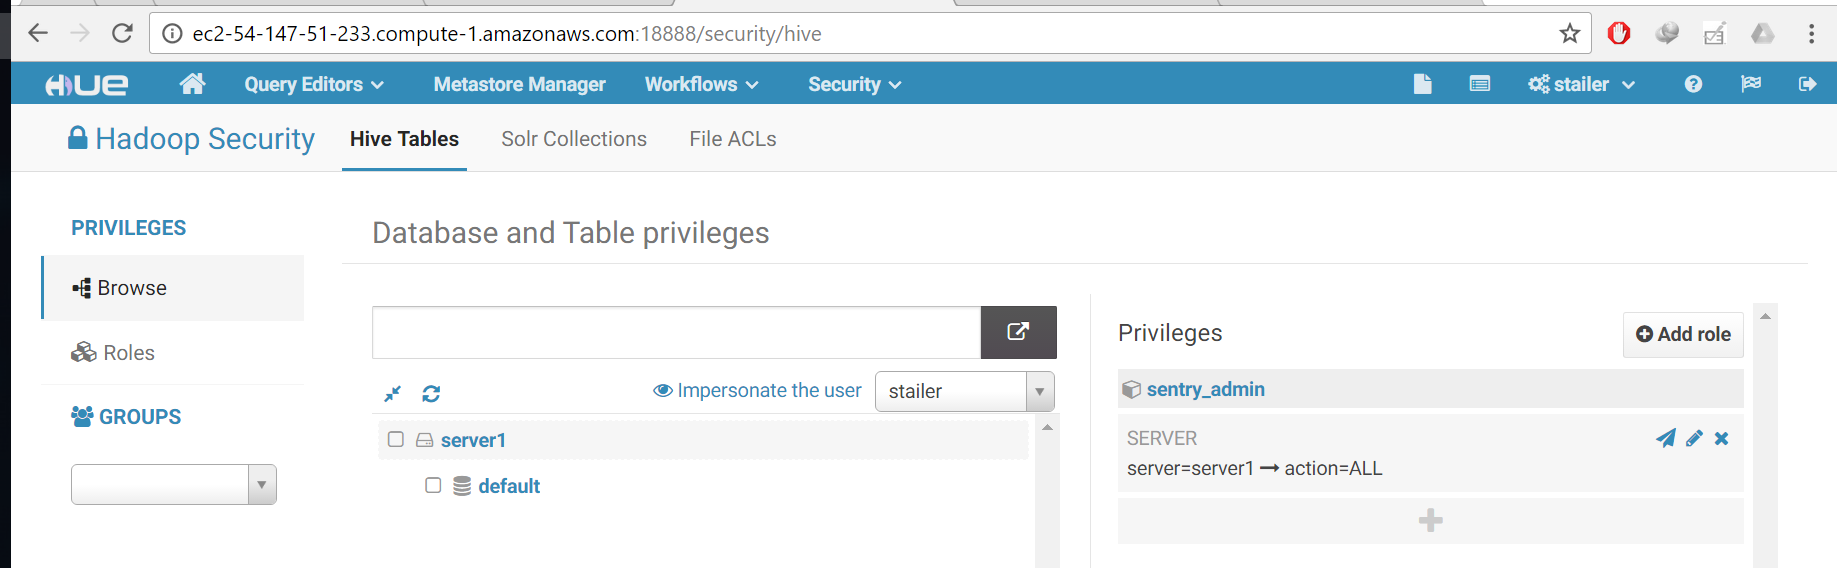 ec2-54-147-51-233.compute-1.amazonaws.com:18888/security/hive
HUE Query Editors Metastore Manager Workflows Security stailer
Hadoop Security Hive Tables Solr Collections File ACLs
PRIVILEGES
Browse
Roles
GROUPS
Database and Table privileges
Impersonate the user stailer
server1
default
Privileges
Add role
sentry_admin
SERVER
server=server1 → action=ALL